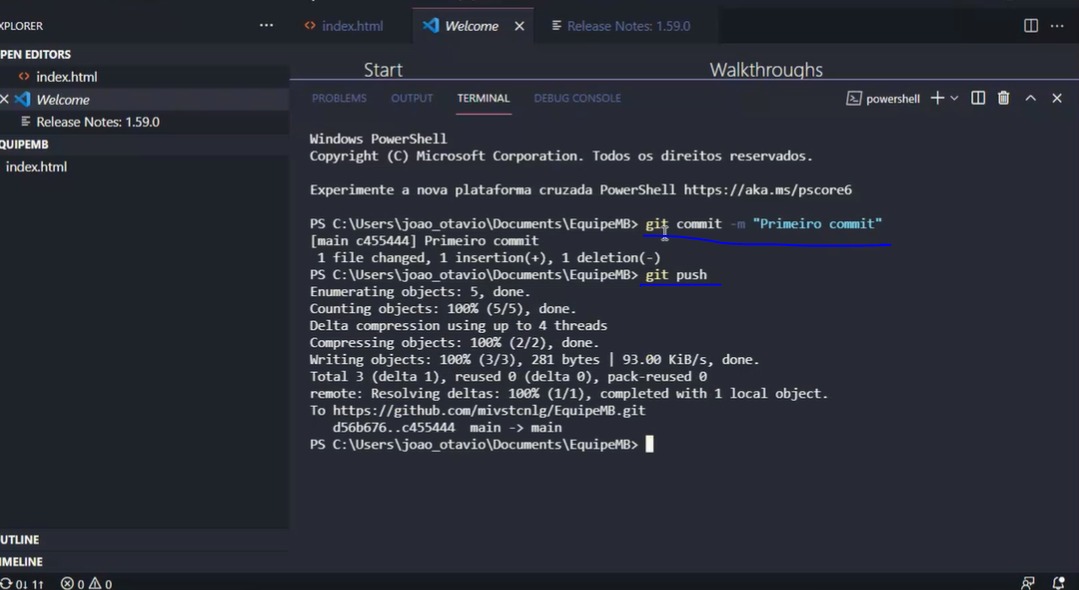 XPLORER
index.html
Welcome
Release Notes: 1.59.0
PEN EDITORS
index.html
Welcome
Release Notes: 1.59.0
QUIPEMB
index.html
Start
Walkthroughs
PROBLEMS
OUTPUT
TERMINAL
DEBUG CONSOLE
powershell
Windows PowerShell
Copyright (C) Microsoft Corporation. Todos os direitos reservados.
Experimente a nova plataforma cruzada PowerShell https://aka.ms/pscore6
PS C:\Users\joao_otavio\Documents\EquipeMB> git commit -m "Primeiro commit"
[main c455444] Primeiro commit
1 file changed, 1 insertion(+), 1 deletion(-)
PS C:\Users\joao_otavio\Documents\EquipeMB> git push
Enumerating objects: 5, done.
Counting objects: 100% (5/5), done.
Delta compression using up to 4 threads
Compressing objects: 100% (2/2), done.
Writing objects: 100% (3/3), 281 bytes | 93.00 KiB/s, done.
Total 3 (delta 1), reused 0 (delta 0), pack-reused 0
remote: Resolving deltas: 100% (1/1), completed with 1 local object.
To https://github.com/mivstcnlg/EquipeMB.git
d56b676..c455444 main -> main
PS C:\Users\joao_otavio\Documents\EquipeMB>
UTLINE
IMELINE
0↓ 1↑
0
0